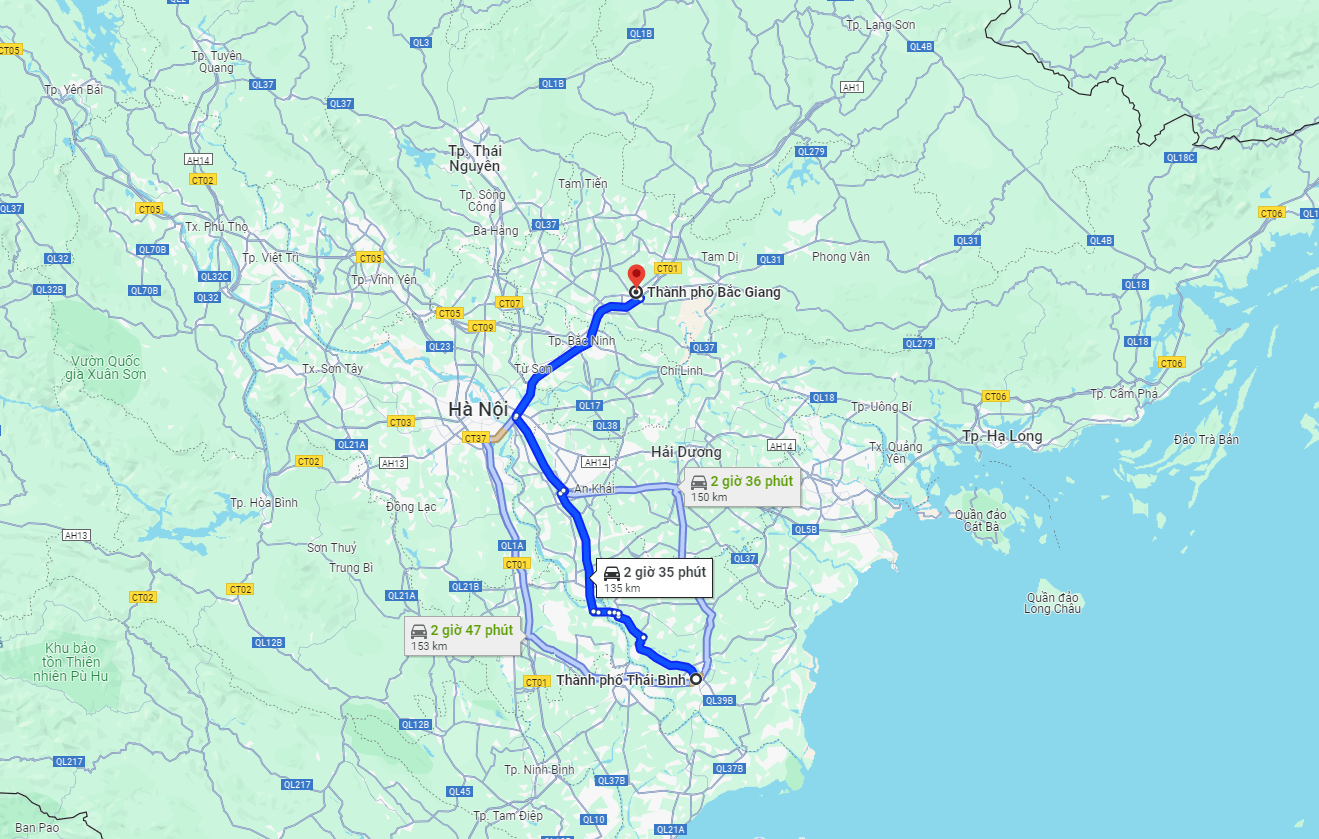 QL1B
Tp. Lạng Sơn
QL3
QL4B
CT05
Tp. Tuyên
Quang
QL37
QL1B
AH1
Tp. Yên Bái
QL37
Tp. Thái
Nguyên
QL279
QL18C
AH14
CT02
Tam Tiến
Tp. Sông
Công
QL37
CT05
CT06
QL1
Tx. Phú Thọ
QL37
Ba Hàng
QL70B
QL31
QL4B
QL32
Tp. Việt Trì
CT05
Tam Dị
QL31
Phong Vân
CT01
QL32C
Tp. Vĩnh Yên
QL32B
QL70B
QL32
Thành phố Bắc Giang
QL18
CT07
CT05
CT09
Tp. Bắc Ninh
QL37
QL279
QL18
QL23
Vườn Quốc
gia Xuân Sơn
Tx. Sơn Tây
Từ Sơn
Chí Linh
CT06
QL18
CT06
Tp. Cẩm Phả
Hà Nội
QL17
Tp. Uông Bí
CT03
QL38
CT37
Tp. Hạ Long
Đảo Trà Bản
QL21A
AH14
Tx. Quảng
Yên
Hải Dương
CT02
AH13
AH14
2 giờ 36 phút
150 km
An Khải
Tp. Hòa Bình
Đồng Lạc
Quần đảo
Cát Bà
QL5B
AH13
Sơn Thuỷ
QL1A
CT01
QL37
Trung Bì
2 giờ 35 phút
135 km
CT02
CT02
QL21A
QL21B
Quần đảo
Long Châu
2 giờ 47 phút
153 km
QL12B
Khu bảo
tồn Thiên
nhiên Pù Hu
CT01
Thành phố Thái Bình
QL39B
QL12B
QL217
Tp. Ninh Bình
QL37B
QL37B
QL217
QL45
Tp. Tam Điệp
QL10
Ban Pao
QL21A